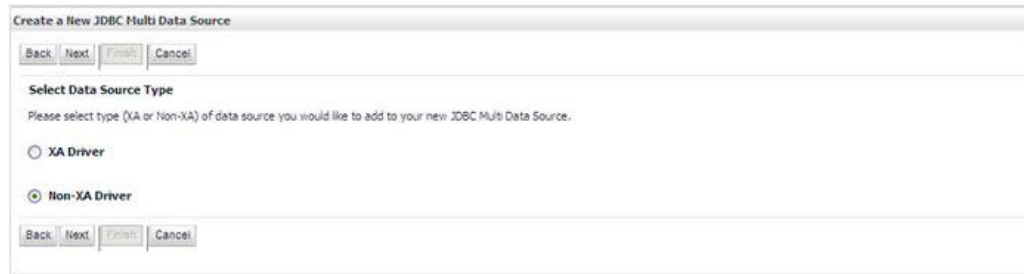 Create a New JDBC Multi Data Source
Back Next Finish Cancel
Select Data Source Type
Please select type (XA or Non-XA) of data source you would like to add to your new JDBC Multi Data Source.
XA Driver
Non-XA Driver
Back Next Finish Cancel